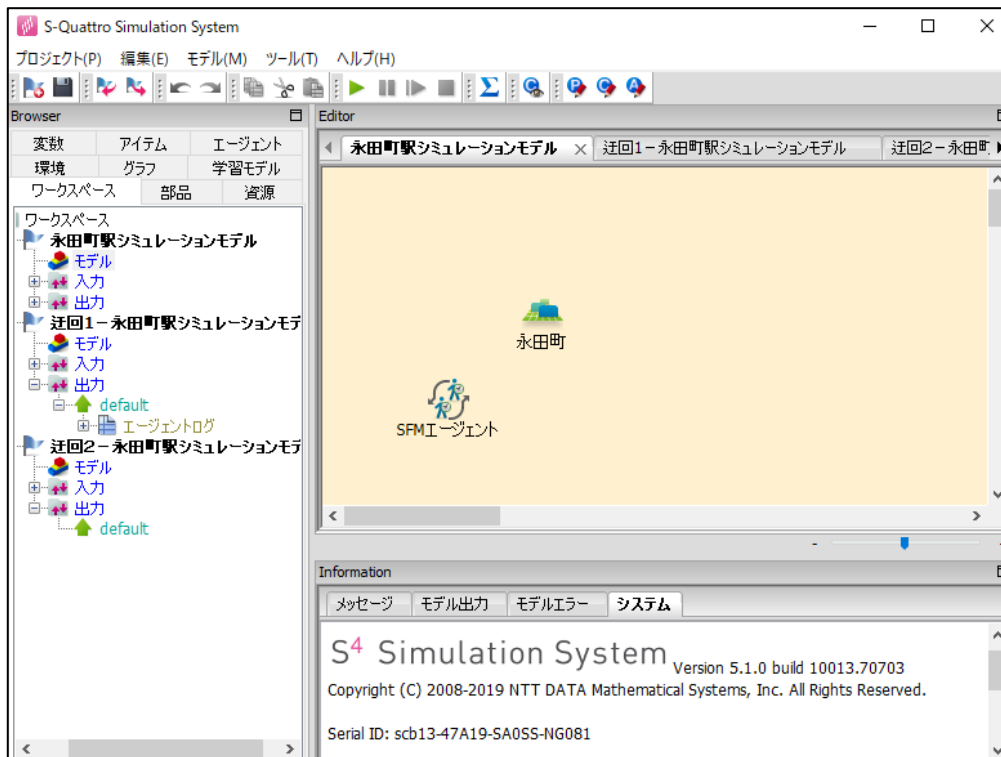 S-Quattro Simulation System
プロジェクト(P) 編集(E) モデル(M) ツール(T) ヘルプ(H)
Browser
変数 アイテム エージェント
環境 グラフ 学習モデル
ワークスペース 部品 資源
ワークスペース
永田町駅シミュレーションモデル
モデル
入力
出力
迂回1-永田町駅シミュレーションモデ
モデル
入力
出力
default
エージェントログ
迂回2-永田町駅シミュレーションモデ
モデル
入力
出力
default
Editor
永田町駅シミュレーションモデル 迂回1-永田町駅シミュレーションモデル 迂回2-永田町
永田町
SFMエージェント
Information
メッセージ モデル出力 モデルエラー システム
S⁴ Simulation System Version 5.1.0 build 10013.70703
Copyright (C) 2008-2019 NTT DATA Mathematical Systems, Inc. All Rights Reserved.
Serial ID: scb13-47A19-SA0SS-NG081